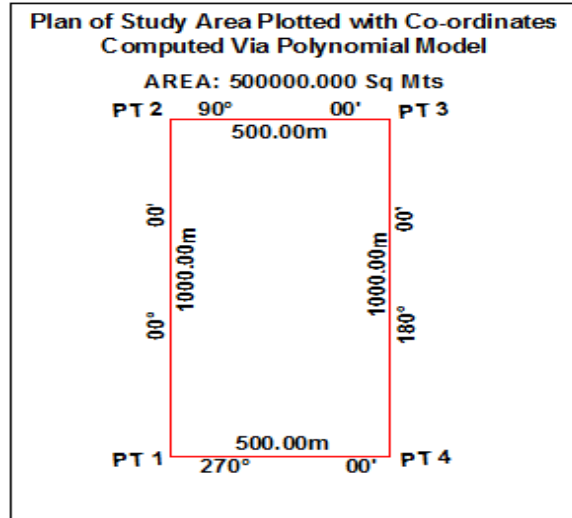 Plan of Study Area Plotted with Co-ordinates
Computed Via Polynomial Model
AREA: 500000.000 Sq Mts
PT 2 90° 00' PT 3
500.00m
00' 00'
1000.00m 1000.00m
00° 180°
500.00m
PT 1 270° 00' PT 4